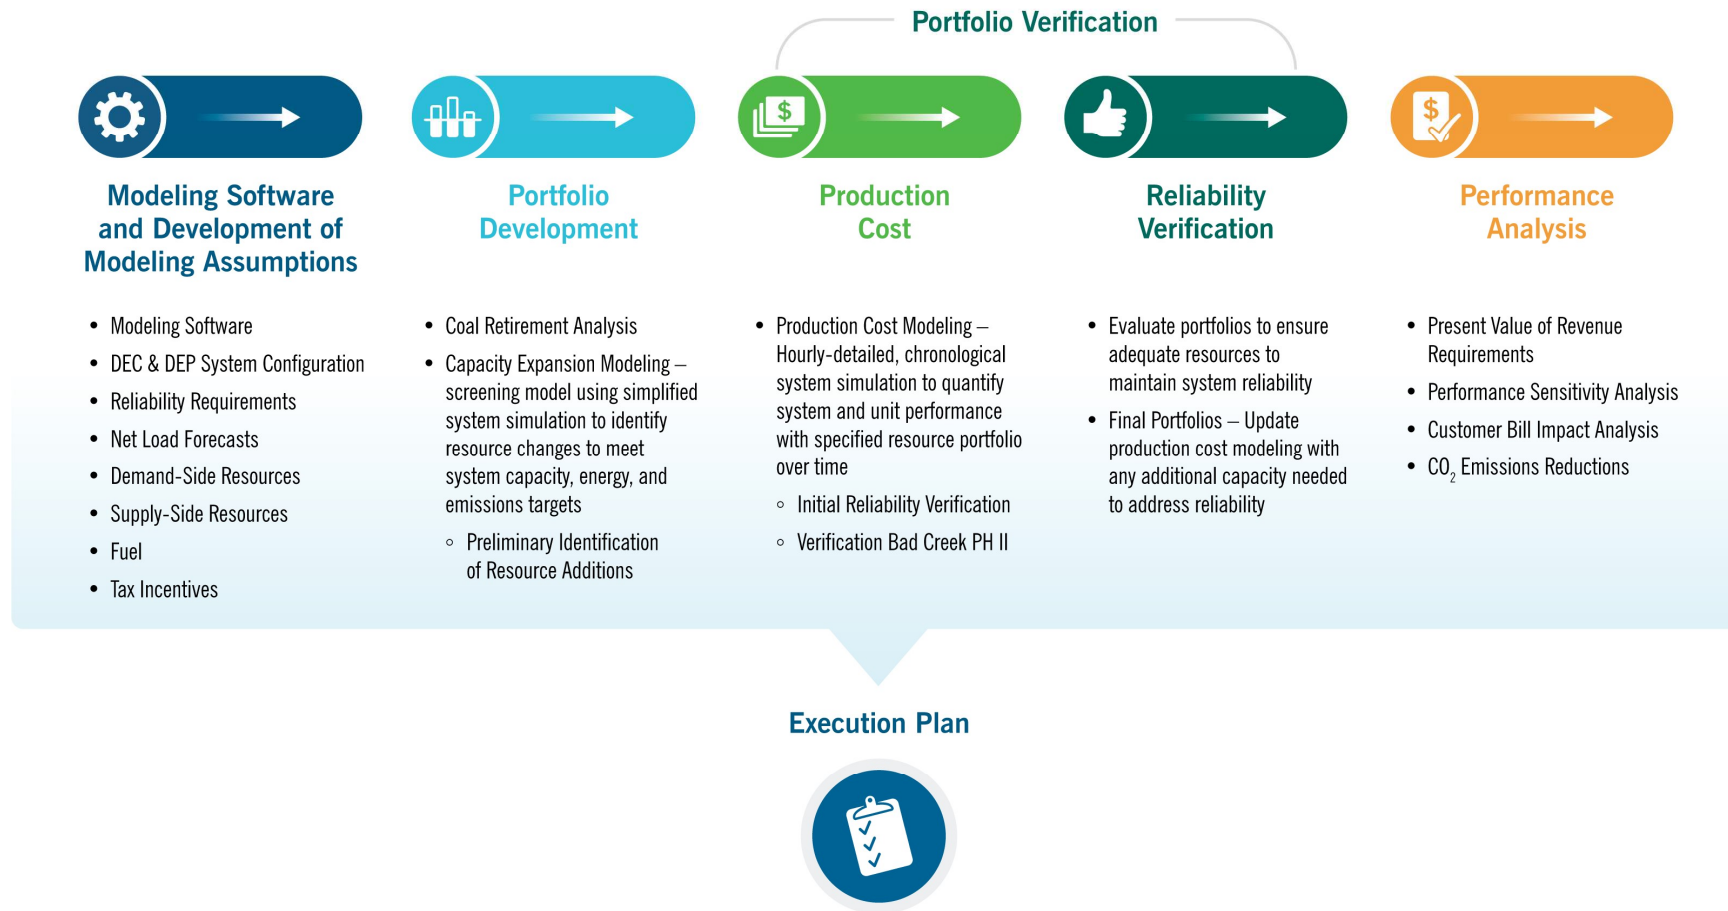 Portfolio Verification
Modeling Software
and Development of
Modeling Assumptions
• Modeling Software
• DEC & DEP System Configuration
• Reliability Requirements
• Net Load Forecasts
• Demand-Side Resources
• Supply-Side Resources
• Fuel
• Tax Incentives
Portfolio
Development
• Coal Retirement Analysis
• Capacity Expansion Modeling –
screening model using simplified
system simulation to identify
resource changes to meet
system capacity, energy, and
emissions targets
○ Preliminary Identification
of Resource Additions
$
Production
Cost
• Production Cost Modeling –
Hourly-detailed, chronological
system simulation to quantify
system and unit performance
with specified resource portfolio
over time
○ Initial Reliability Verification
○ Verification Bad Creek PH II
Reliability
Verification
• Evaluate portfolios to ensure
adequate resources to
maintain system reliability
• Final Portfolios – Update
production cost modeling with
any additional capacity needed
to address reliability
$
Performance
Analysis
• Present Value of Revenue
Requirements
• Performance Sensitivity Analysis
• Customer Bill Impact Analysis
• CO₂ Emissions Reductions
Execution Plan